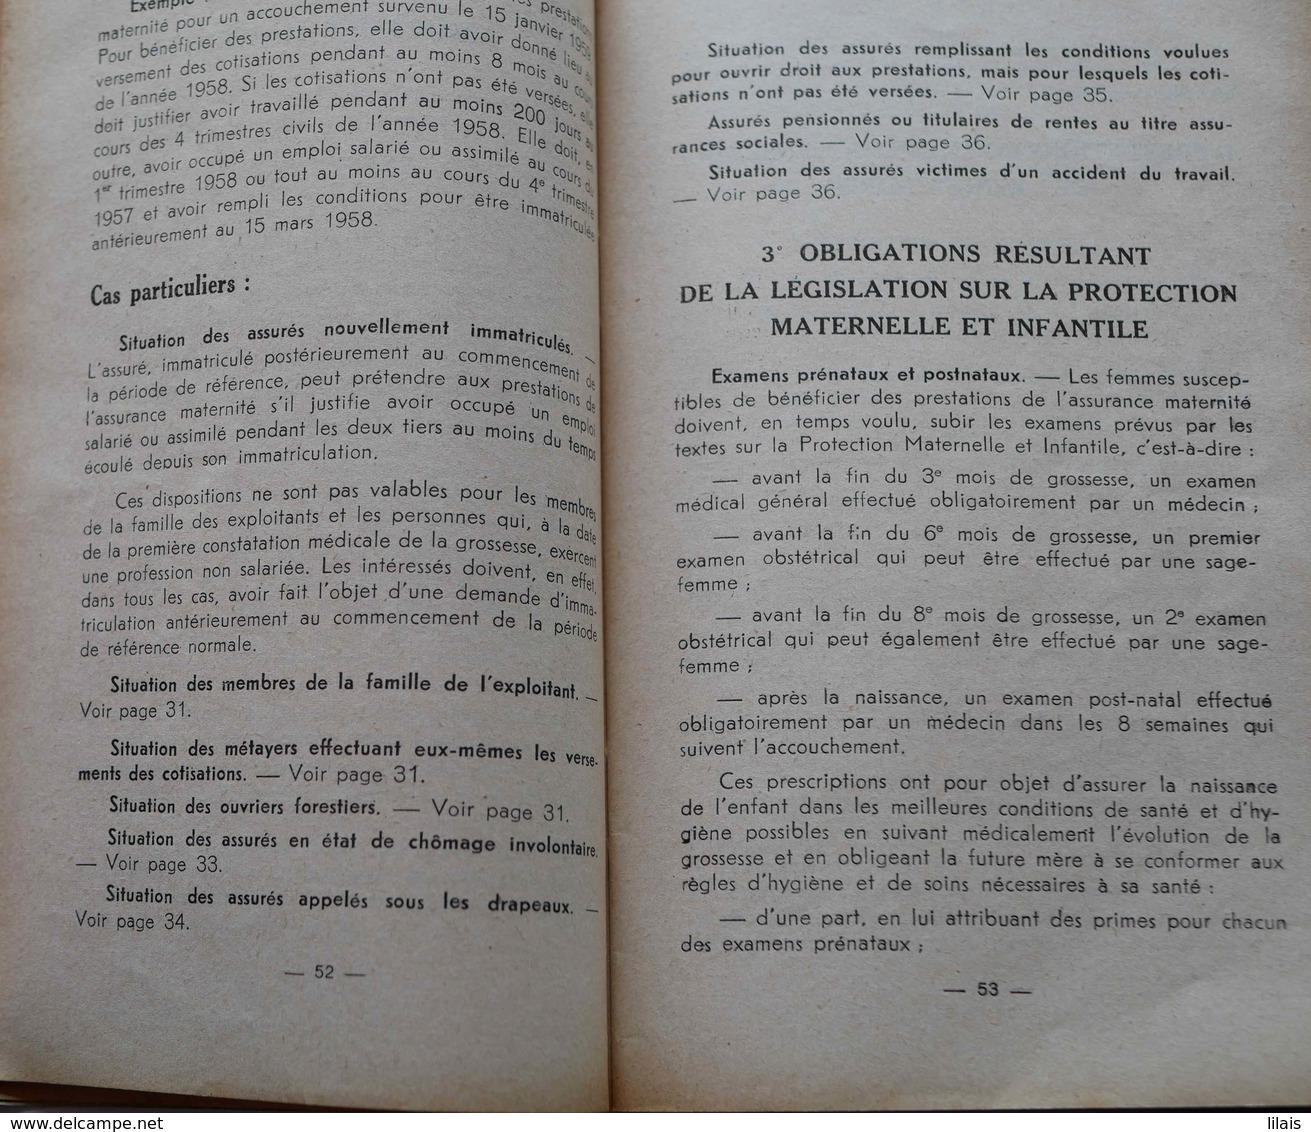 Exemple prestations
maternité pour un accouchement survenu le 15 janvier 1959
Pour bénéficier des prestations, elle doit avoir donné lieu au
versement des cotisations pendant au moins 8 mois au cours
de l'année 1958. Si les cotisations n'ont pas été versées, elle
doit justifier avoir travaillé pendant au moins 200 jours au
cours des 4 trimestres civils de l'année 1958. Elle doit, en
outre, avoir occupé un emploi salarié ou assimilé au cours du
1er trimestre 1958 ou tout au moins au cours du 4e trimestre
1957 et avoir rempli les conditions pour être immatriculée
antérieurement au 15 mars 1958.
Cas particuliers :
Situation des assurés nouvellement immatriculés. —
L'assuré, immatriculé postérieurement au commencement de
la période de référence, peut prétendre aux prestations de
l'assurance maternité s'il justifie avoir occupé un emploi
salarié ou assimilé pendant les deux tiers au moins du temps
écoulé depuis son immatriculation.
Ces dispositions ne sont pas valables pour les membres
de la famille des exploitants et les personnes qui, à la date
de la première constatation médicale de la grossesse, exercent
une profession non salariée. Les intéressés doivent, en effet,
dans tous les cas, avoir fait l'objet d'une demande d'imma-
triculation antérieurement au commencement de la période
de référence normale.
Situation des membres de la famille de l'exploitant. —
Voir page 31.
Situation des métayers effectuant eux-mêmes les verse-
ments des cotisations. — Voir page 31.
Situation des ouvriers forestiers. — Voir page 31.
Situation des assurés en état de chômage involontaire.
— Voir page 33.
Situation des assurés appelés sous les drapeaux. —
Voir page 34.
— 52 —
Situation des assurés remplissant les conditions voulues
pour ouvrir droit aux prestations, mais pour lesquels les coti-
sations n'ont pas été versées. — Voir page 35.
Assurés pensionnés ou titulaires de rentes au titre assu-
rances sociales. — Voir page 36.
Situation des assurés victimes d'un accident du travail.
— Voir page 36.
3° OBLIGATIONS RÉSULTANT
DE LA LÉGISLATION SUR LA PROTECTION
MATERNELLE ET INFANTILE
Examens prénataux et postnataux. — Les femmes suscep-
tibles de bénéficier des prestations de l'assurance maternité
doivent, en temps voulu, subir les examens prévus par les
textes sur la Protection Maternelle et Infantile, c'est-à-dire :
— avant la fin du 3e mois de grossesse, un examen
médical général effectué obligatoirement par un médecin ;
— avant la fin du 6e mois de grossesse, un premier
examen obstétrical qui peut être effectué par une sage-
femme ;
— avant la fin du 8e mois de grossesse, un 2e examen
obstétrical qui peut également être effectué par une sage-
femme ;
— après la naissance, un examen post-natal effectué
obligatoirement par un médecin dans les 8 semaines qui
suivent l'accouchement.
Ces prescriptions ont pour objet d'assurer la naissance
de l'enfant dans les meilleures conditions de santé et d'hy-
giène possibles en suivant médicalement l'évolution de la
grossesse et en obligeant la future mère à se conformer aux
règles d'hygiène et de soins nécessaires à sa santé :
— d'une part, en lui attribuant des primes pour chacun
des examens prénataux ;
— 53 —
www.delcampe.net
lilais